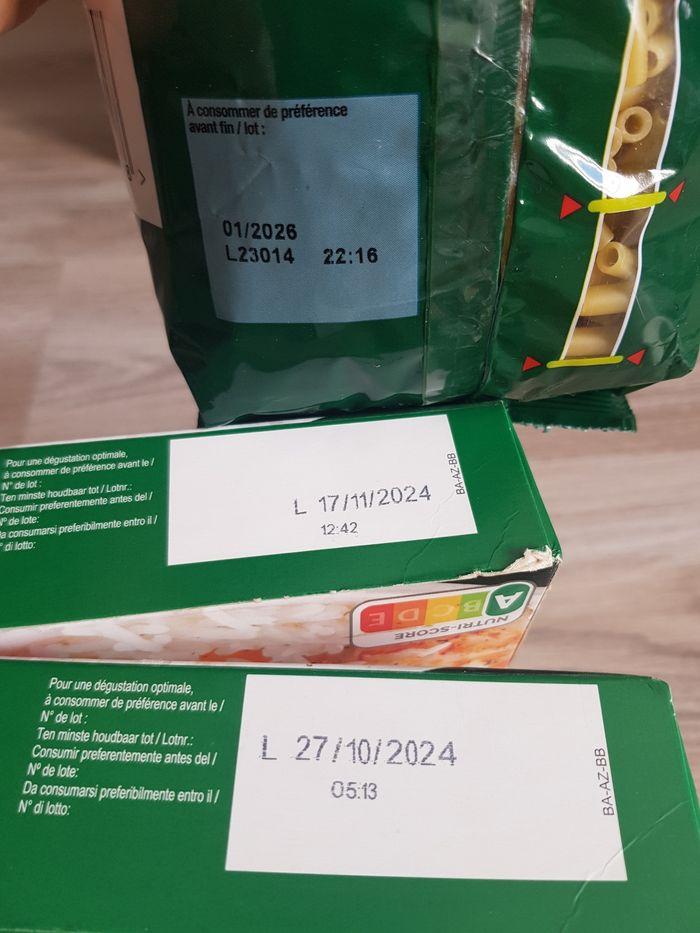 À consommer de préférence
avant fin / lot :
01/2026
L23014 22:16
Pour une dégustation optimale,
à consommer de préférence avant le /
N° de lot :
Ten minste houdbaar tot / Lotnr.:
Consumir preferentemente antes del /
Nº de lote:
Da consumarsi preferibilmente entro il /
N° di lotto:
L 17/11/2024
12:42
BA-AZ-BB
A B C D E
NUTRI-SCORE
Pour une dégustation optimale,
à consommer de préférence avant le /
N° de lot :
Ten minste houdbaar tot / Lotnr.:
Consumir preferentemente antes del /
Nº de lote:
Da consumarsi preferibilmente entro il /
N° di lotto:
L 27/10/2024
05:13
BA-AZ-BB